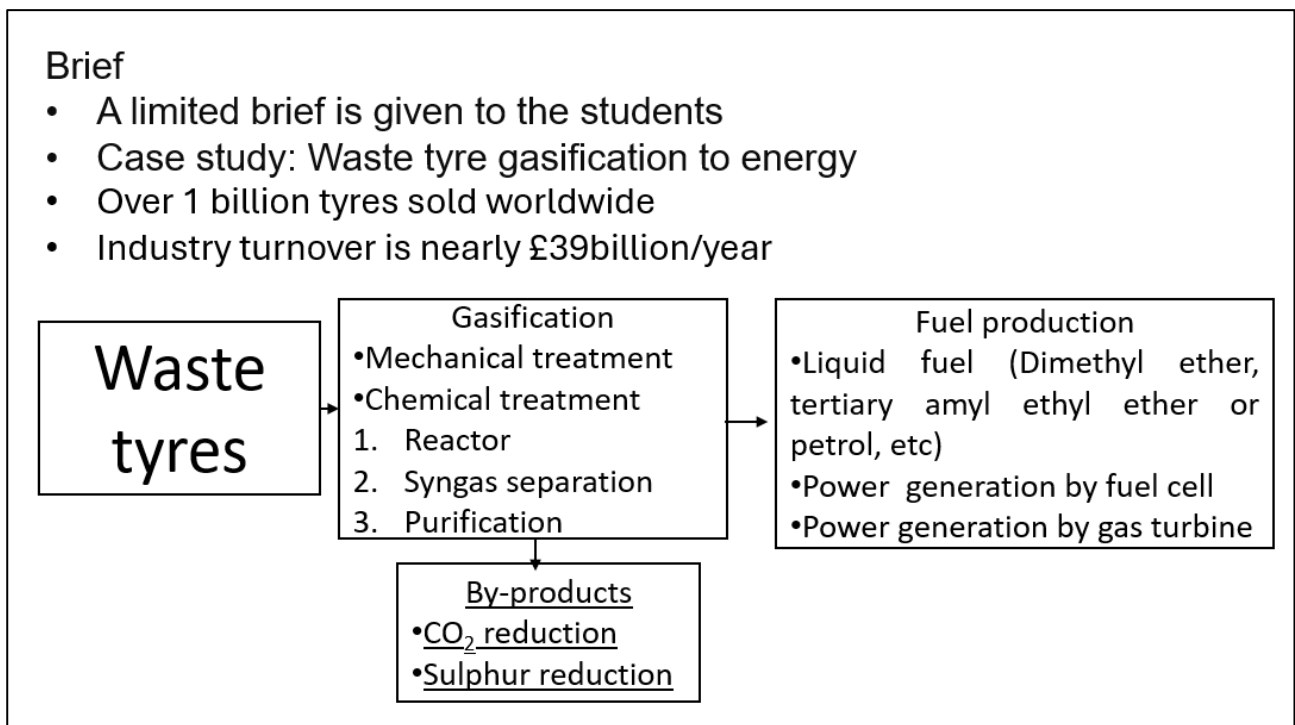 Brief
• A limited brief is given to the students
• Case study: Waste tyre gasification to energy
• Over 1 billion tyres sold worldwide
• Industry turnover is nearly £39billion/year
Waste
tyres
Gasification
•Mechanical treatment
•Chemical treatment
1. Reactor
2. Syngas separation
3. Purification
Fuel production
•Liquid fuel (Dimethyl ether,
tertiary amyl ethyl ether or
petrol, etc)
•Power generation by fuel cell
•Power generation by gas turbine
By-products
•CO₂ reduction
•Sulphur reduction